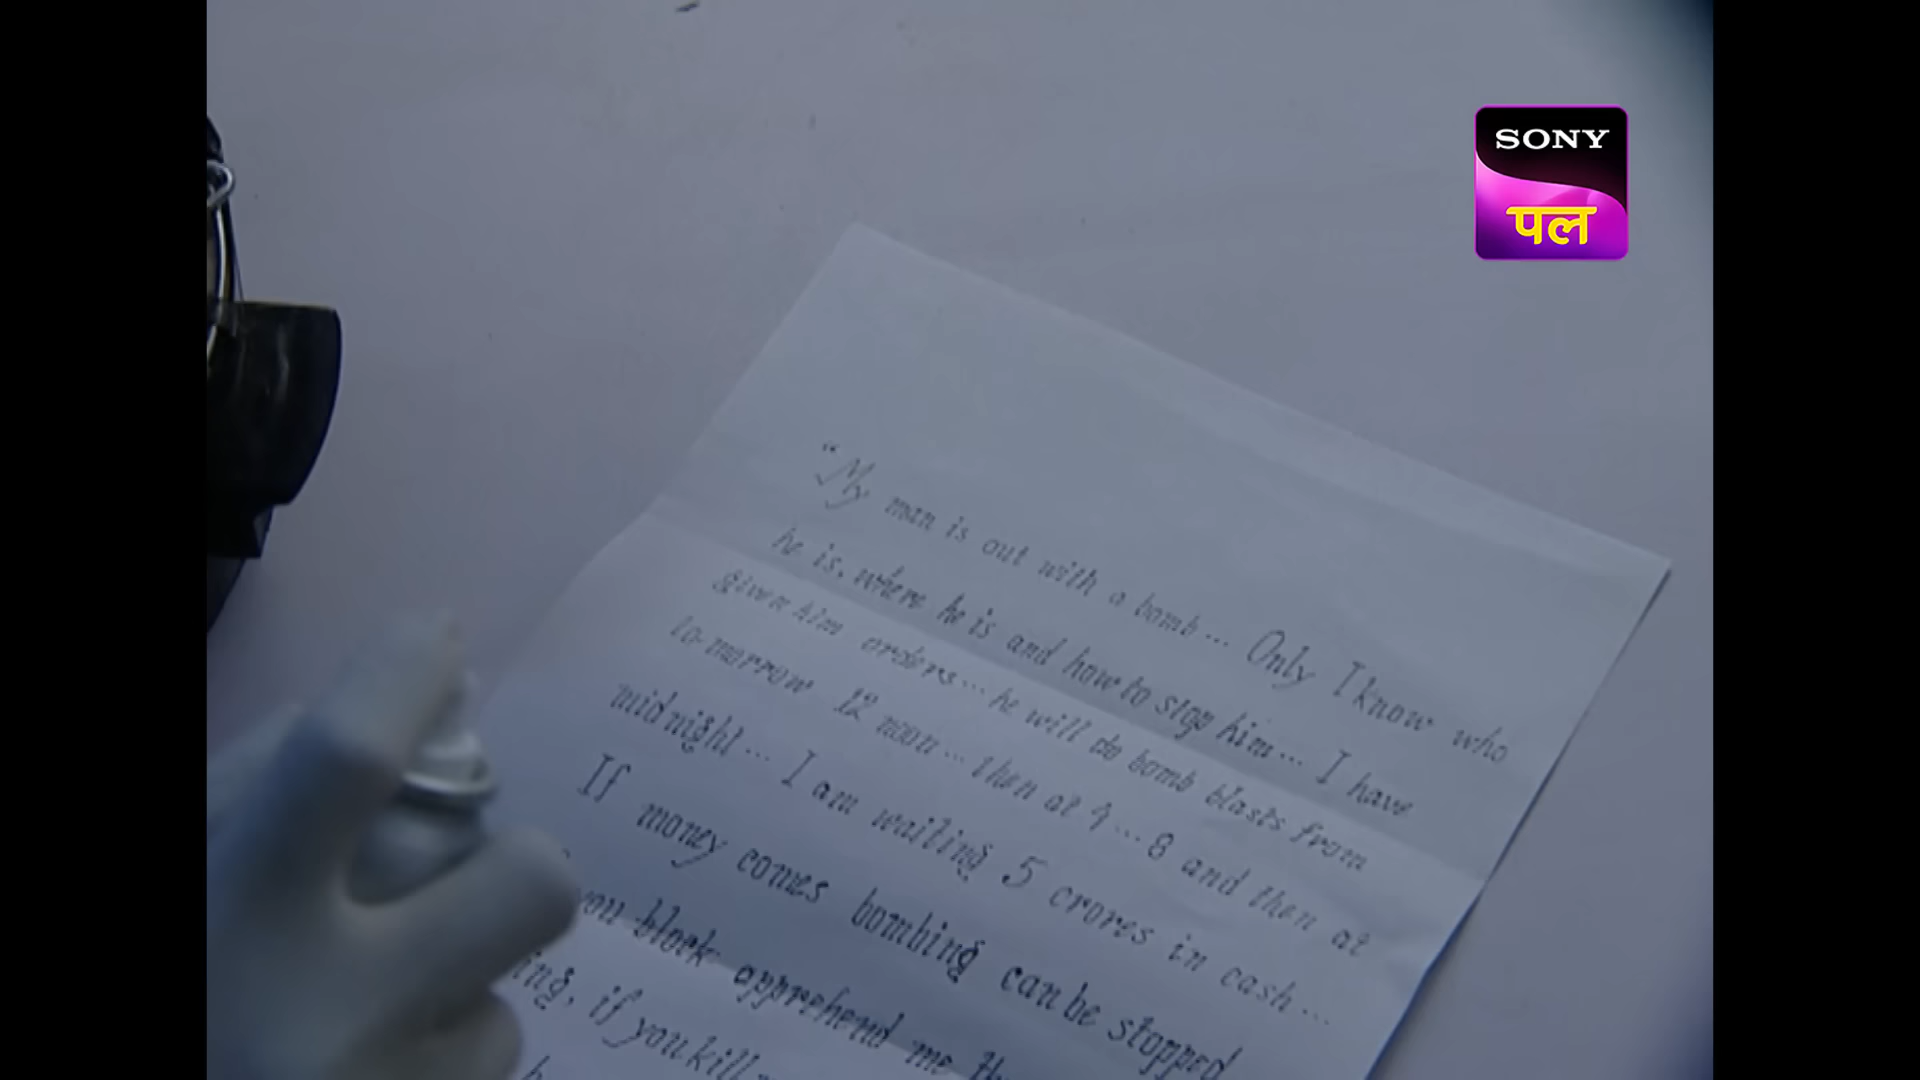 SONY
पल
"My man is out with a bomb... Only I know who
he is, where he is and how to stop him... I have
given him orders... he will do bomb blasts from
to-morrow 12 noon... then at 4... 8 and then at
midnight... I am waiting 5 crores in cash...
If money comes bombing can be stopped
you block apprehend me
ing, if you kill